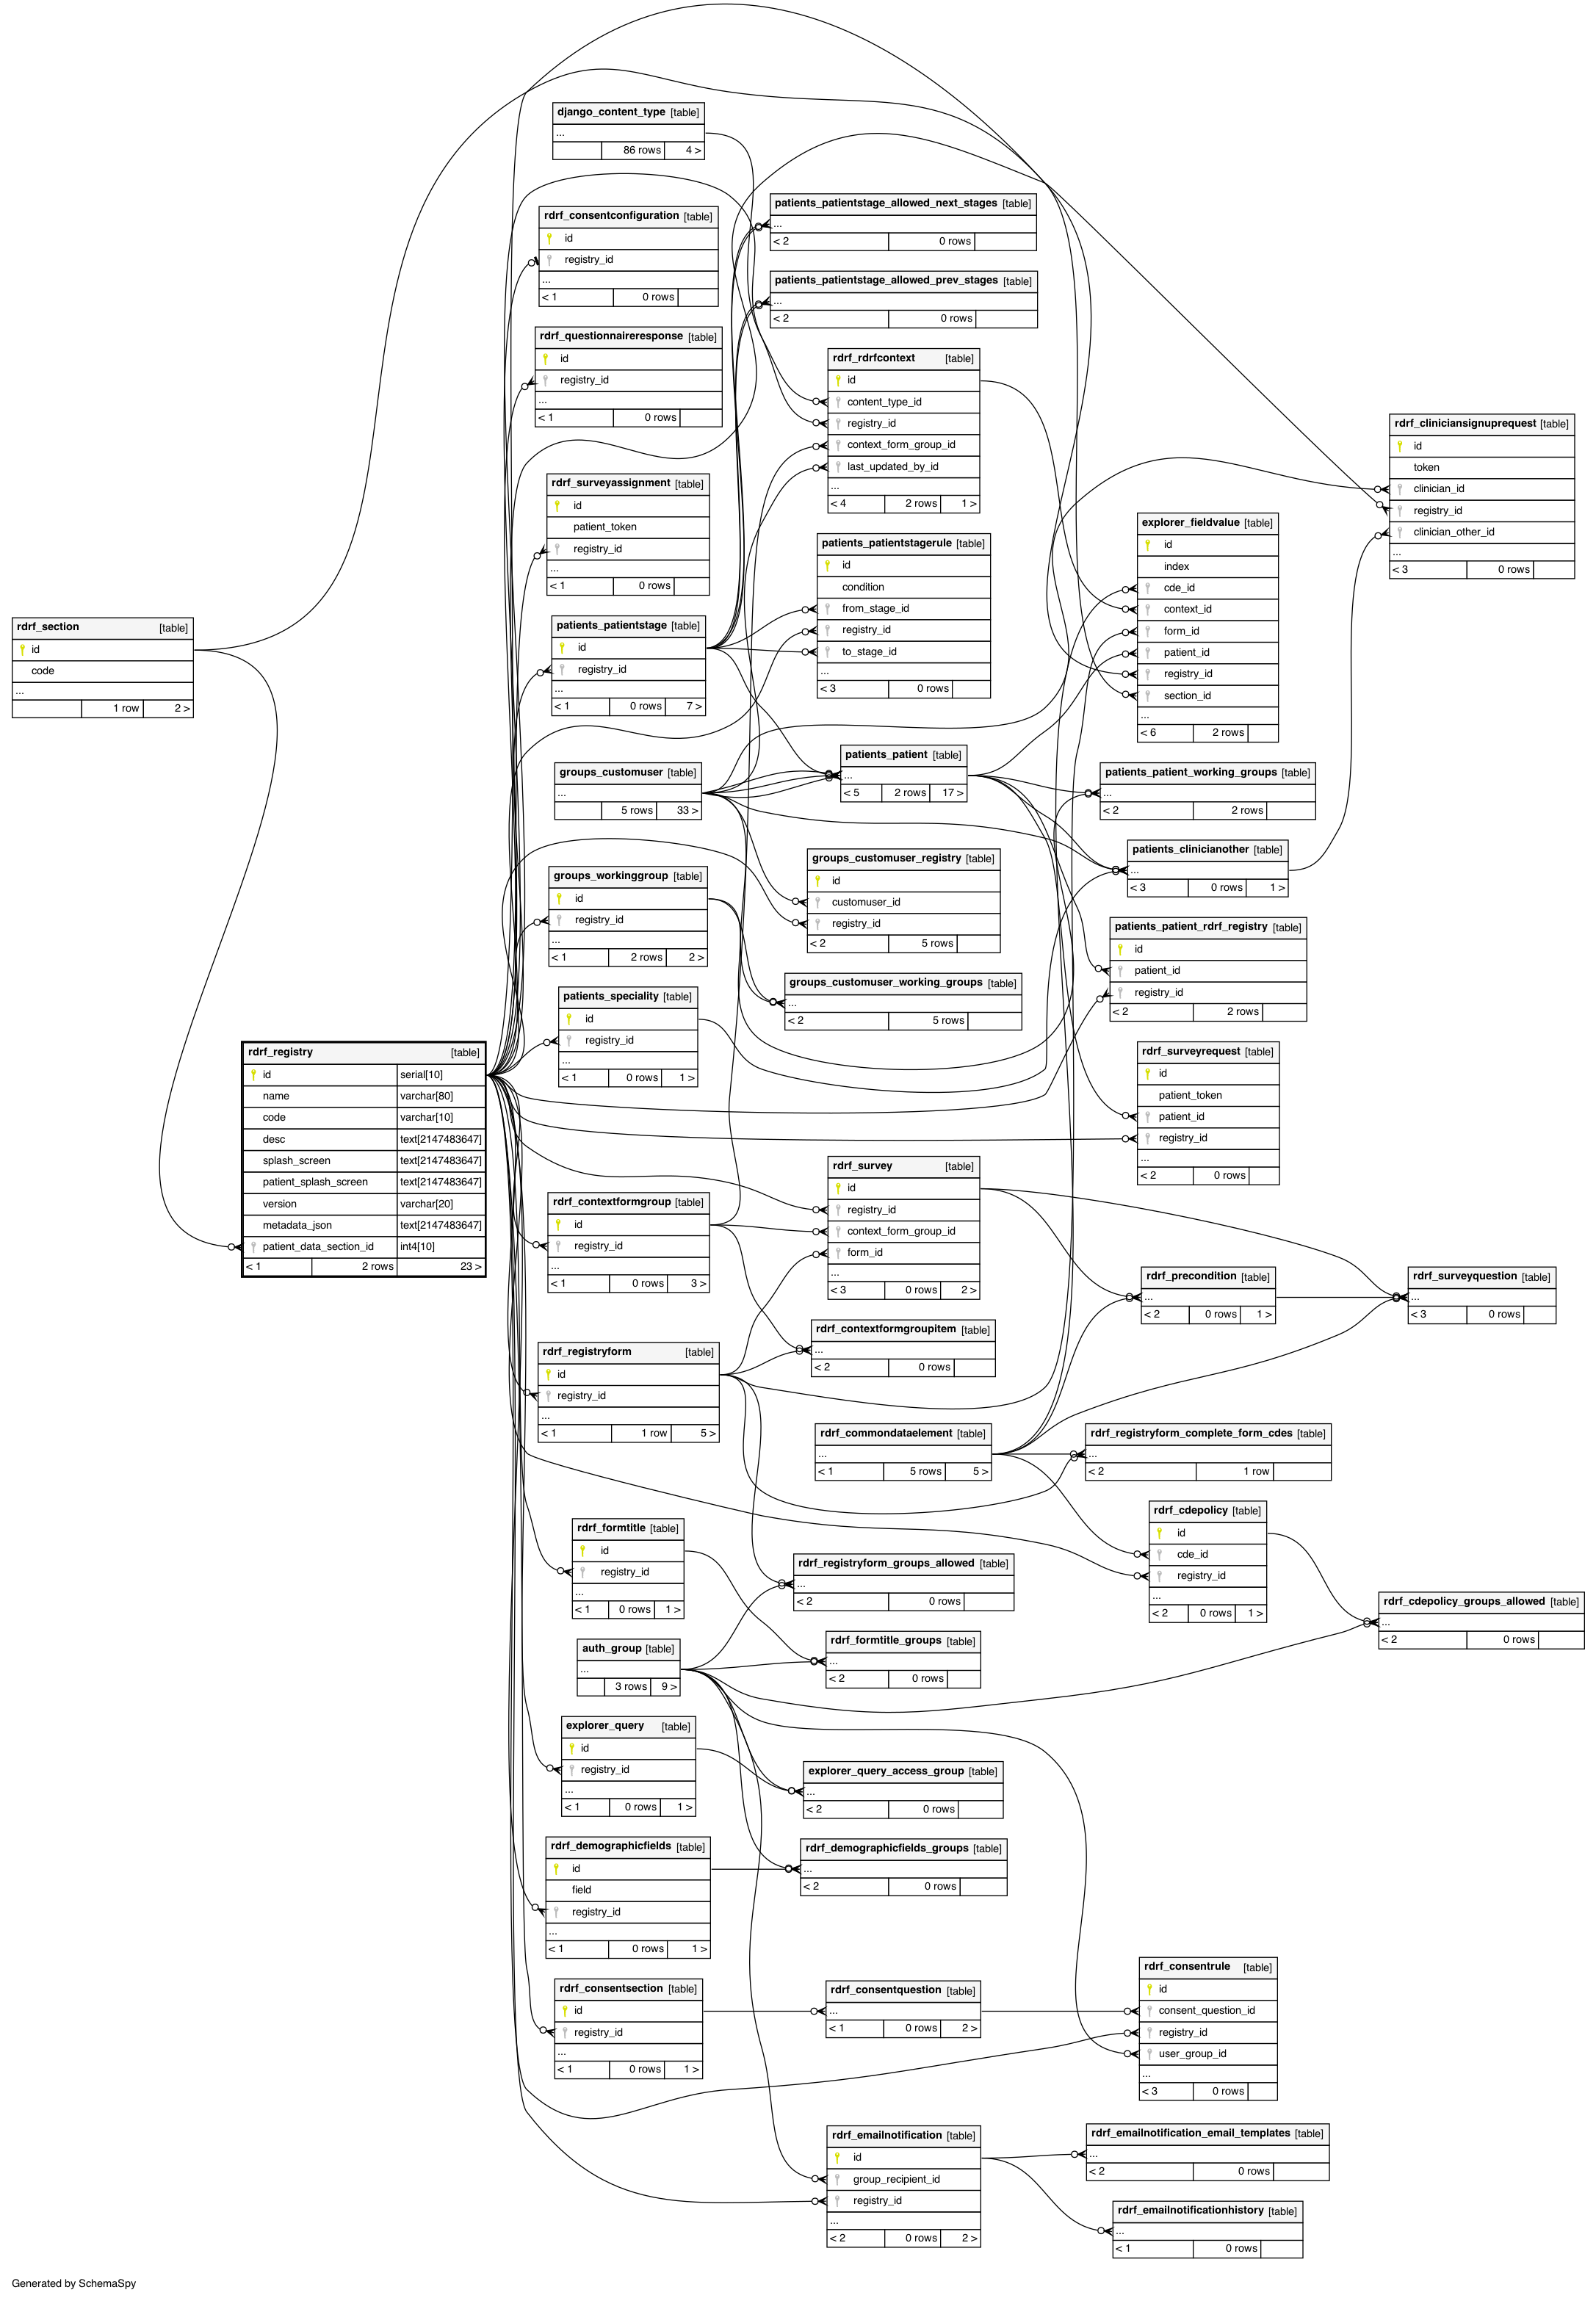 django_content_type [table]
...
86 rows 4 >
patients_patientstage_allowed_next_stages [table]
...
< 2 0 rows
rdrf_consentconfiguration [table]
id
registry_id
...
< 1 0 rows
patients_patientstage_allowed_prev_stages [table]
...
< 2 0 rows
rdrf_questionnaireresponse [table]
id
registry_id
...
< 1 0 rows
rdrf_rdrfcontext [table]
id
content_type_id
registry_id
context_form_group_id
last_updated_by_id
...
< 4 2 rows 1 >
rdrf_cliniciansignuprequest [table]
id
token
clinician_id
registry_id
clinician_other_id
...
< 3 0 rows
rdrf_surveyassignment [table]
id
patient_token
registry_id
...
< 1 0 rows
explorer_fieldvalue [table]
id
index
cde_id
context_id
form_id
patient_id
registry_id
section_id
...
< 6 2 rows
patients_patientstagerule [table]
id
condition
from_stage_id
registry_id
to_stage_id
...
< 3 0 rows
rdrf_section [table]
id
code
...
1 row 2 >
patients_patientstage [table]
id
registry_id
...
< 1 0 rows 7 >
patients_patient [table]
...
< 5 2 rows 17 >
groups_customuser [table]
...
5 rows 33 >
patients_patient_working_groups [table]
...
< 2 2 rows
patients_clinicianother [table]
...
< 3 0 rows 1 >
groups_customuser_registry [table]
id
customuser_id
registry_id
< 2 5 rows
groups_workinggroup [table]
id
registry_id
...
< 1 2 rows 2 >
patients_patient_rdrf_registry [table]
id
patient_id
registry_id
< 2 2 rows
groups_customuser_working_groups [table]
...
< 2 5 rows
patients_speciality [table]
id
registry_id
...
< 1 0 rows 1 >
rdrf_registry [table]
id serial[10]
name varchar[80]
code varchar[10]
desc text[2147483647]
splash_screen text[2147483647]
patient_splash_screen text[2147483647]
version varchar[20]
metadata_json text[2147483647]
patient_data_section_id int4[10]
< 1 2 rows 23 >
rdrf_surveyrequest [table]
id
patient_token
patient_id
registry_id
...
< 2 0 rows
rdrf_survey [table]
id
registry_id
context_form_group_id
form_id
...
< 3 0 rows 2 >
rdrf_contextformgroup [table]
id
registry_id
...
< 1 0 rows 3 >
rdrf_precondition [table]
...
< 2 0 rows 1 >
rdrf_surveyquestion [table]
...
< 3 0 rows
rdrf_contextformgroupitem [table]
...
< 2 0 rows
rdrf_registryform [table]
id
registry_id
...
< 1 1 row 5 >
rdrf_commondataelement [table]
...
< 1 5 rows 5 >
rdrf_registryform_complete_form_cdes [table]
...
< 2 1 row
rdrf_cdepolicy [table]
id
cde_id
registry_id
...
< 2 0 rows 1 >
rdrf_formtitle [table]
id
registry_id
...
< 1 0 rows 1 >
rdrf_registryform_groups_allowed [table]
...
< 2 0 rows
rdrf_cdepolicy_groups_allowed [table]
...
< 2 0 rows
rdrf_formtitle_groups [table]
...
< 2 0 rows
auth_group [table]
...
3 rows 9 >
explorer_query [table]
id
registry_id
...
< 1 0 rows 1 >
explorer_query_access_group [table]
...
< 2 0 rows
rdrf_demographicfields [table]
id
field
registry_id
...
< 1 0 rows 1 >
rdrf_demographicfields_groups [table]
...
< 2 0 rows
rdrf_consentsection [table]
id
registry_id
...
< 1 0 rows 1 >
rdrf_consentquestion [table]
...
< 1 0 rows 2 >
rdrf_consentrule [table]
id
consent_question_id
registry_id
user_group_id
...
< 3 0 rows
rdrf_emailnotification [table]
id
group_recipient_id
registry_id
...
< 2 0 rows 2 >
rdrf_emailnotification_email_templates [table]
...
< 2 0 rows
rdrf_emailnotificationhistory [table]
...
< 1 0 rows
Generated by SchemaSpy